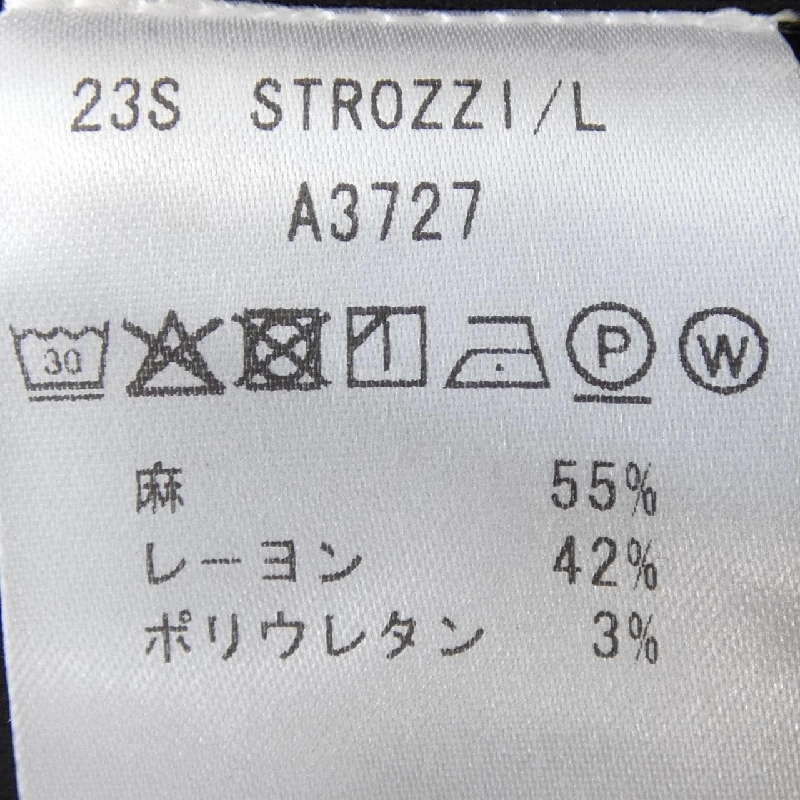 23S STROZZI/L
A3727
30 P W
麻 55%
レーヨン 42%
ポリウレタン 3%